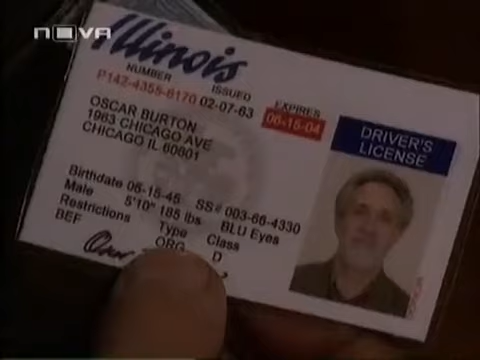 NOVA
Illinois
NUMBER ISSUED EXPIRES
P142-4355-6170 02-07-63 06-15-04
OSCAR BURTON
1963 CHICAGO AVE
CHICAGO IL 60601
DRIVER'S
LICENSE
Birthdate 06-15-45 SS# 003-66-4330
Male 5'10" 185 lbs BLU Eyes
Restrictions Type Class
BEF ORG D